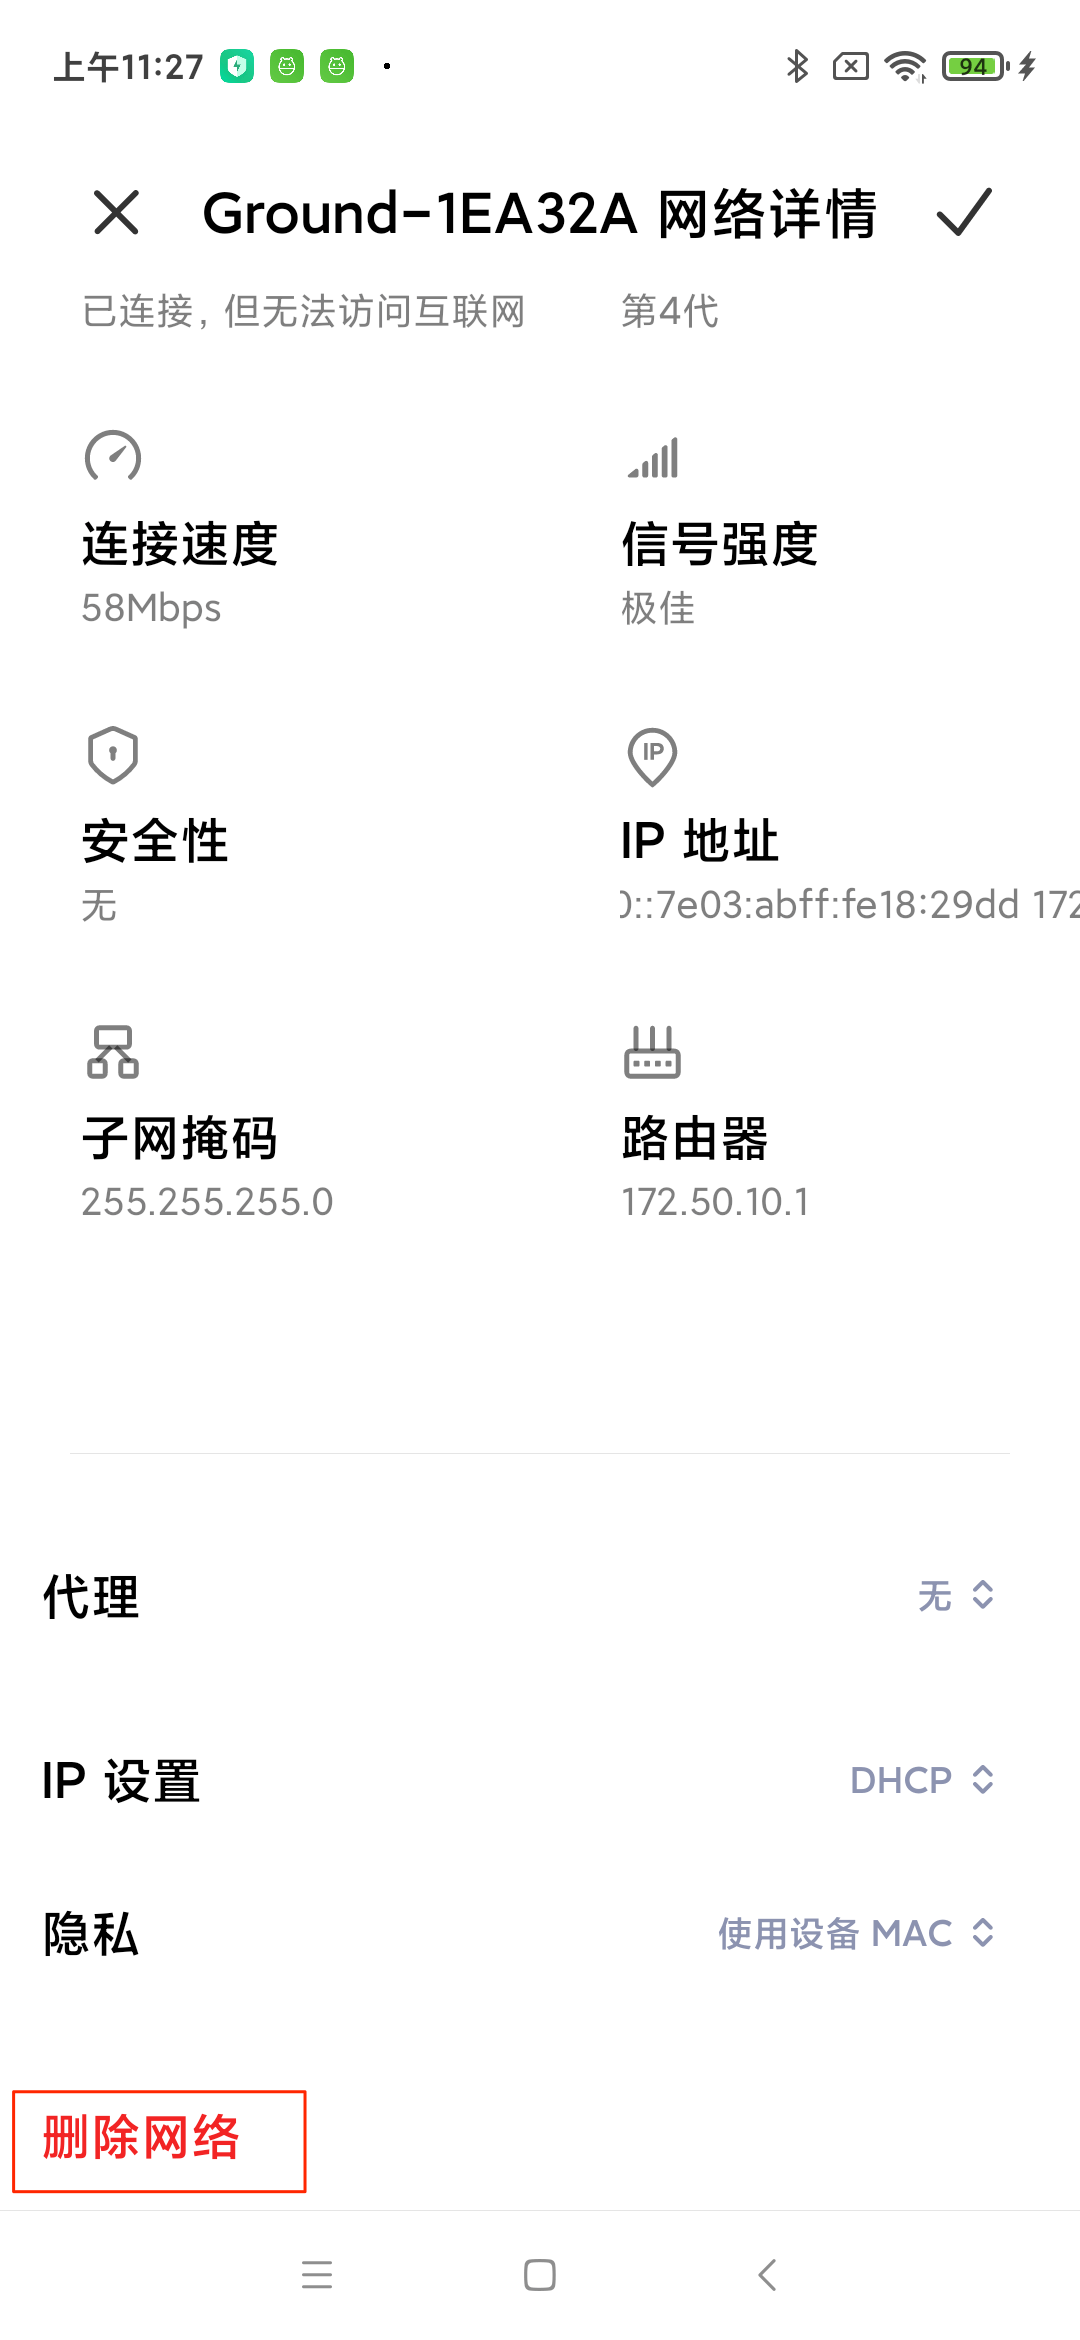 上午11:27
94
Ground-1EA32A 网络详情
已连接，但无法访问互联网
第4代
连接速度
58Mbps
信号强度
极佳
安全性
无
IP
IP 地址
::7e03:abff:fe18:29dd 172
子网掩码
255.255.255.0
路由器
172.50.10.1
代理
无
IP 设置
DHCP
隐私
使用设备 MAC
删除网络